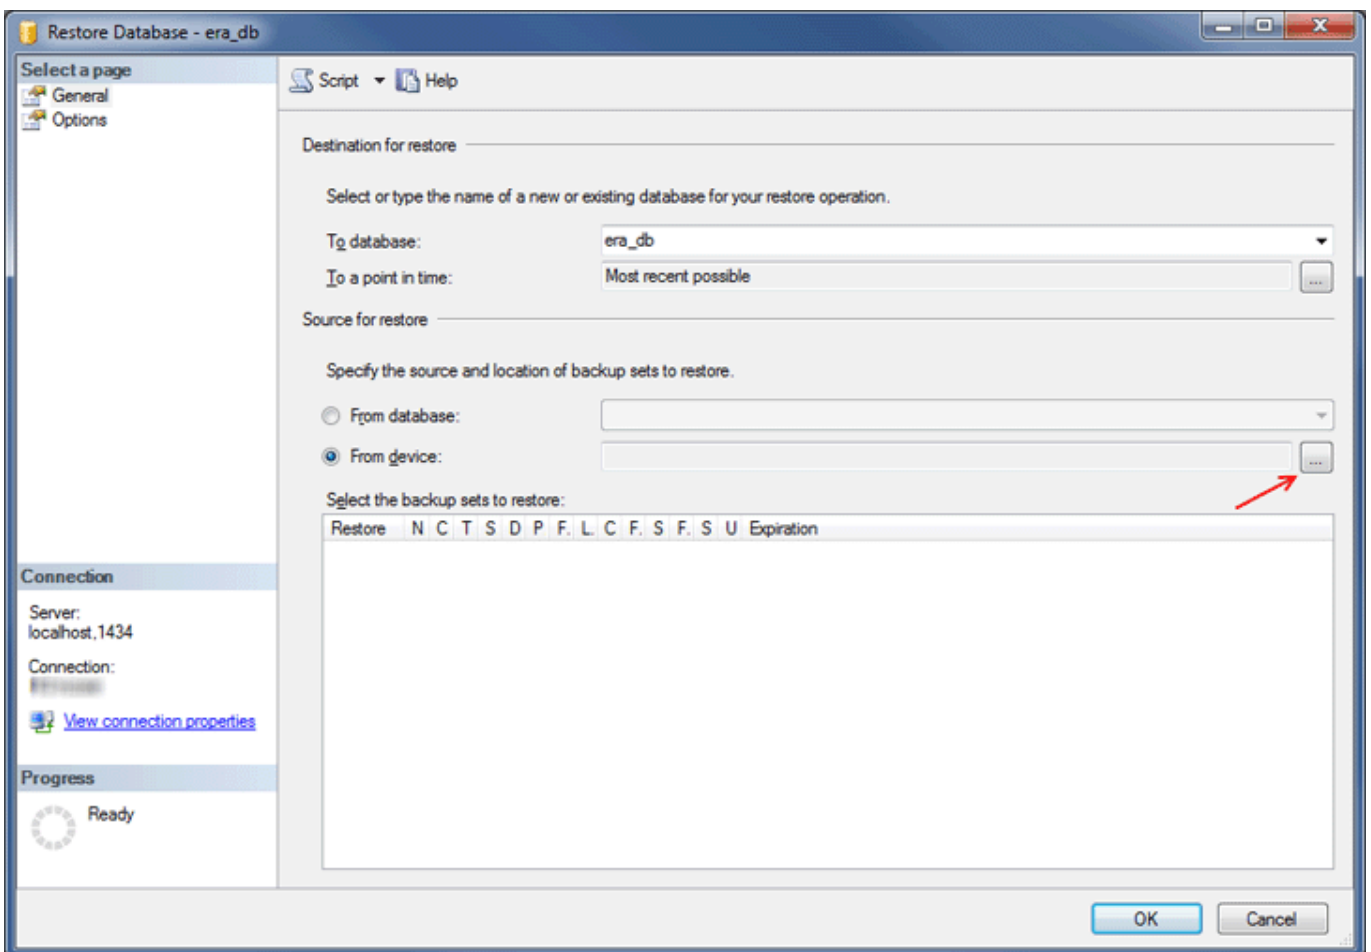 Restore Database - era_db
Select a page
General
Options
Script Help
Destination for restore
Select or type the name of a new or existing database for your restore operation.
To database: era_db
To a point in time: Most recent possible ...
Source for restore
Specify the source and location of backup sets to restore.
From database:
From device: ...
Select the backup sets to restore:
Restore N C T S D P F. L. C F. S F. S U Expiration
Connection
Server:
localhost,1434
Connection:
View connection properties
Progress
Ready
OK Cancel